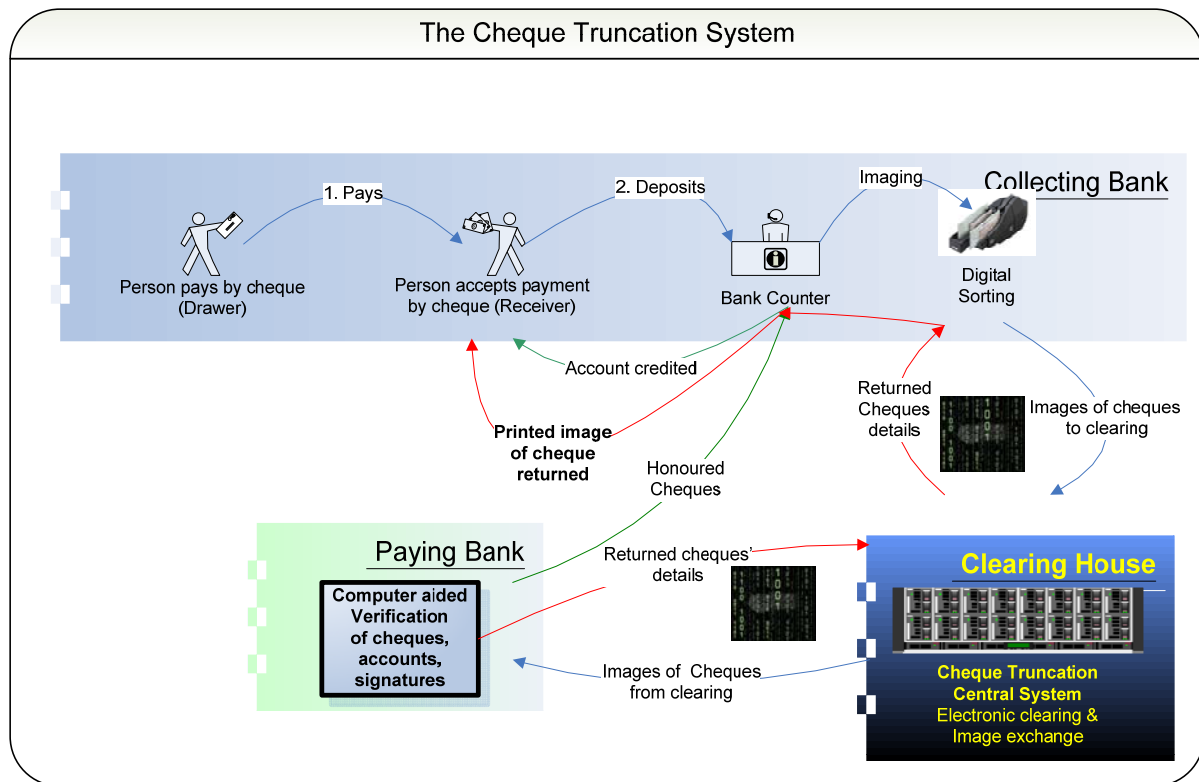 The Cheque Truncation System
Collecting Bank
1. Pays
2. Deposits
Imaging
Person pays by cheque
(Drawer)
Person accepts payment
by cheque (Receiver)
Bank Counter
Digital
Sorting
Account credited
Printed image
of cheque
returned
Honoured
Cheques
Returned
Cheques
details
Images of cheques
to clearing
Paying Bank
Computer aided
Verification
of cheques,
accounts,
signatures
Returned cheques’
details
Images of  Cheques
from clearing
Clearing House
Cheque Truncation
Central System
Electronic clearing &
Image exchange